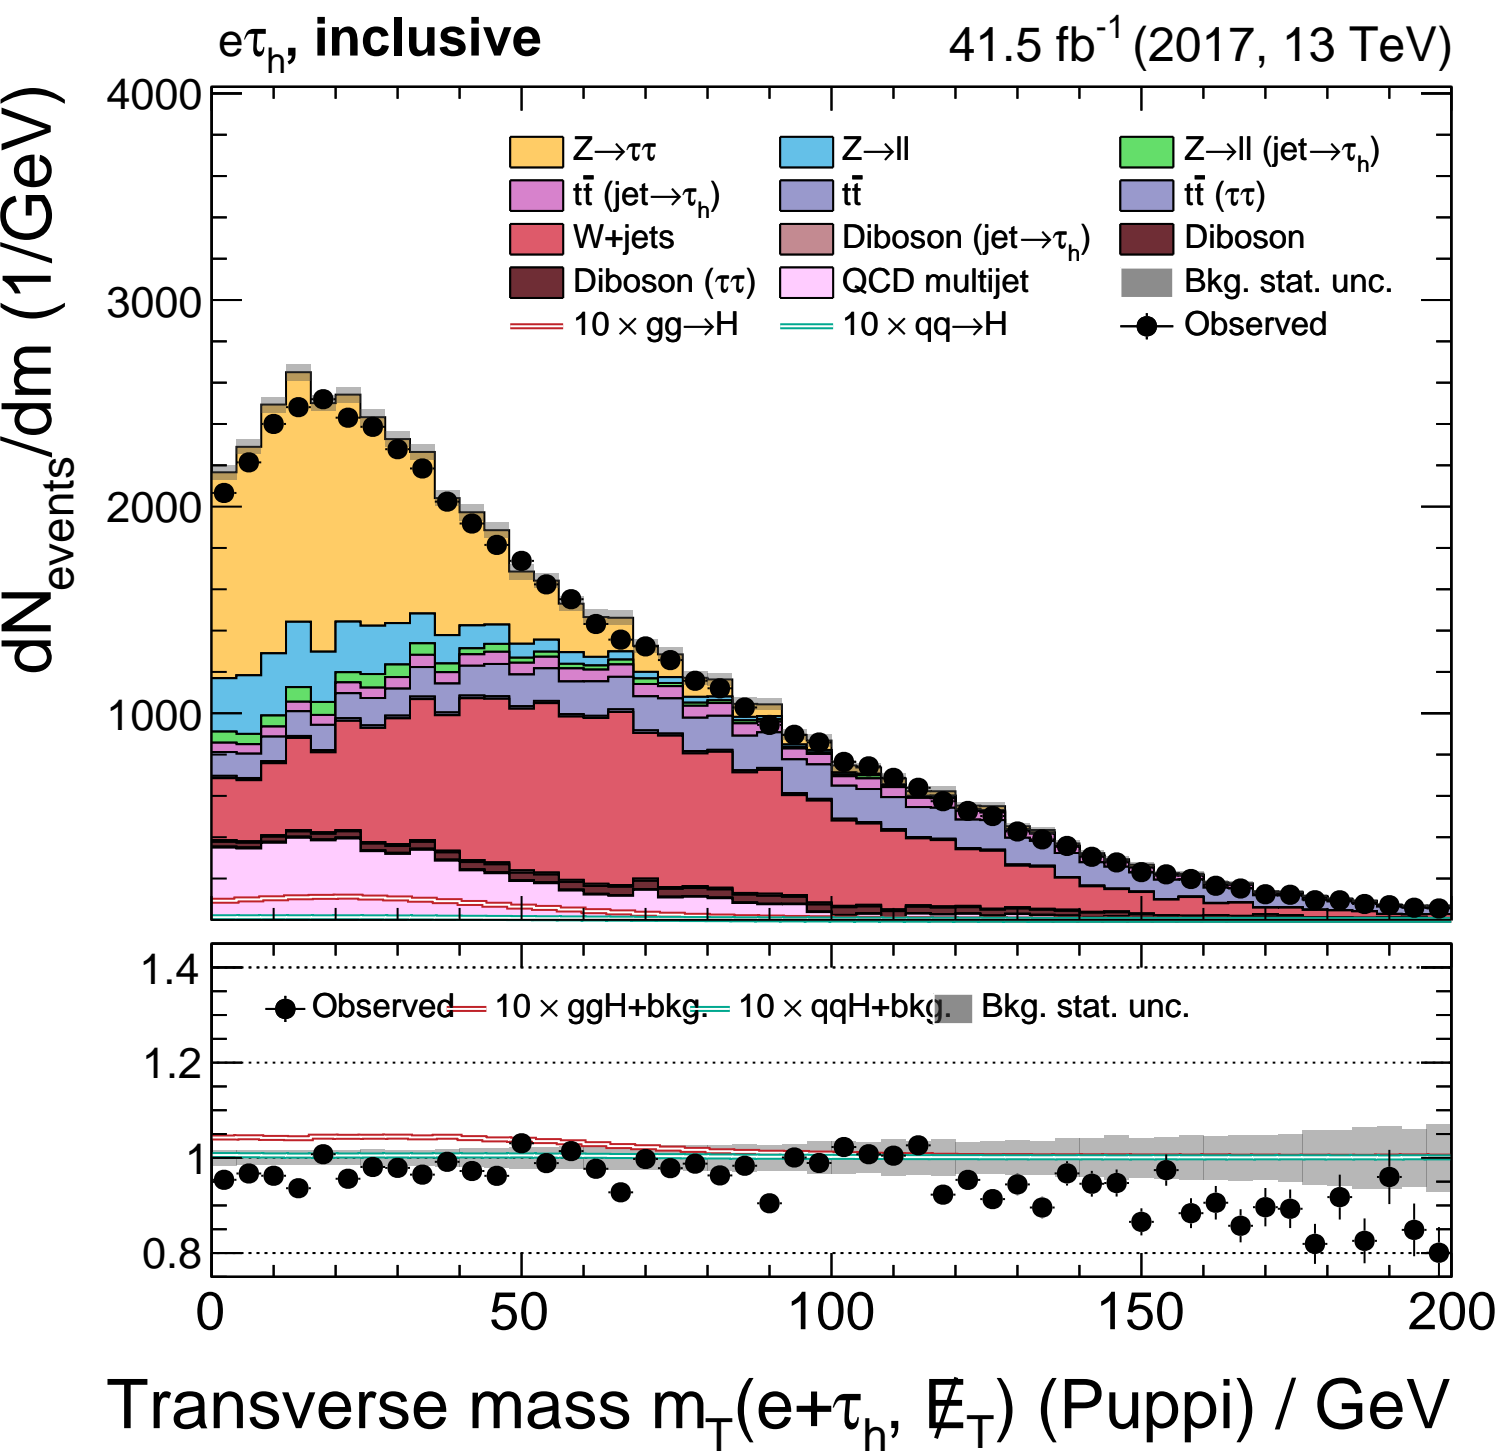 eτh, inclusive 41.5 fb-1 (2017, 13 TeV)
dNevents/dm (1/GeV)
4000
3000
2000
1000
Z→ττ Z→ll Z→ll (jet→τh)
tt̄ (jet→τh) tt̄ tt̄ (ττ)
W+jets Diboson (jet→τh) Diboson
Diboson (ττ) QCD multijet Bkg. stat. unc.
10 × gg→H 10 × qq→H Observed
1.4
1.2
1
0.8
Observed 10 × ggH+bkg. 10 × qqH+bkg. Bkg. stat. unc.
0 50 100 150 200
Transverse mass mT(e+τh, E̸T) (Puppi) / GeV